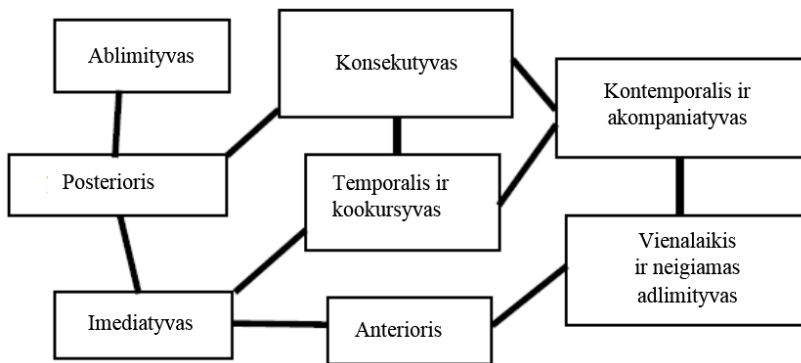 Ablimityvas
Konsekutyvas
Kontemporalis ir
akompaniatyvas
Posterioris
Temporalis ir
kookursyvas
Vienalaikis
ir neigiamas
adlimityvas
Imediatyvas
Anterioris